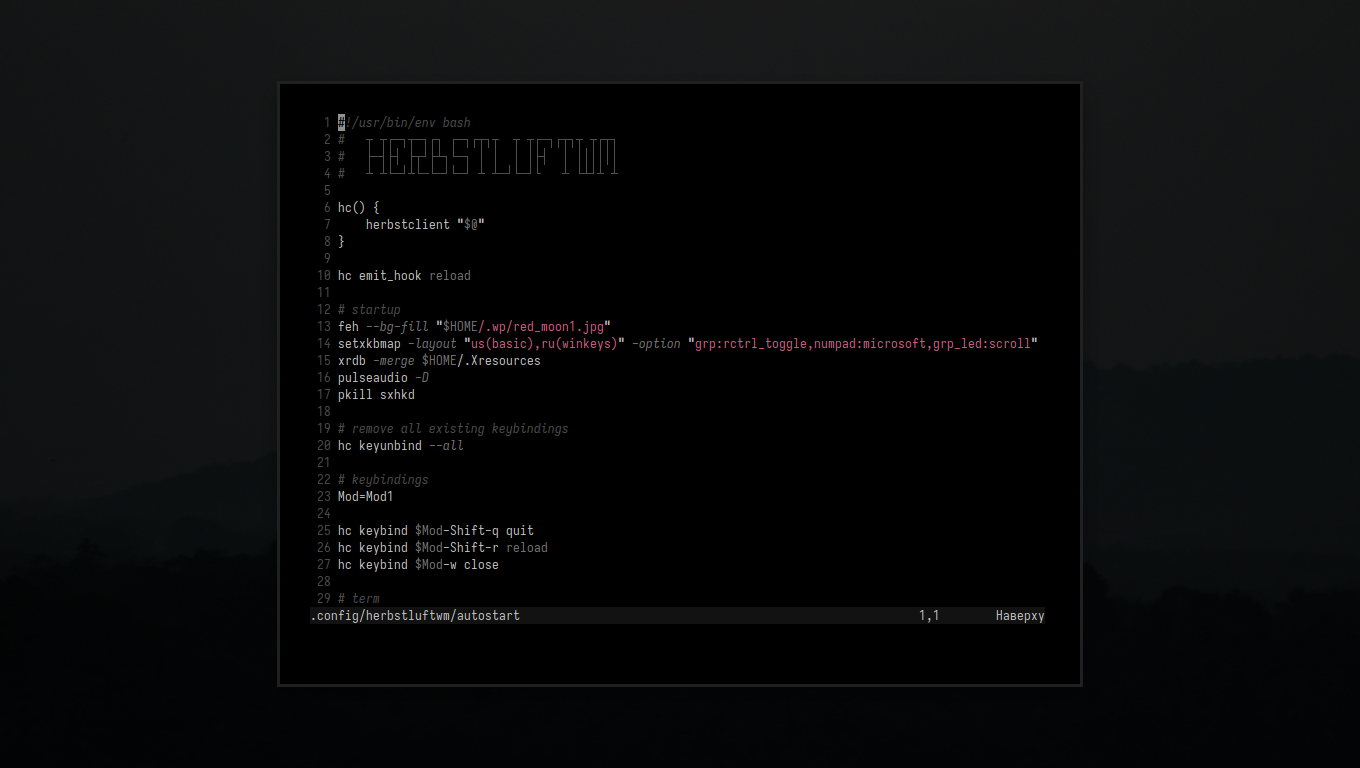 1 #!/usr/bin/env bash
2 #
3 # HERBSTLUFTWM
4 #
5
6 hc() {
7     herbstclient "$@"
8 }
9
10 hc emit_hook reload
11
12 # startup
13 feh --bg-fill "$HOME/.wp/red_moon1.jpg"
14 setxkbmap -layout "us(basic),ru(winkeys)" -option "grp:rctrl_toggle,numpad:microsoft,grp_led:scroll"
15 xrdb -merge $HOME/.Xresources
16 pulseaudio -D
17 pkill sxhkd
18
19 # remove all existing keybindings
20 hc keyunbind --all
21
22 # keybindings
23 Mod=Mod1
24
25 hc keybind $Mod-Shift-q quit
26 hc keybind $Mod-Shift-r reload
27 hc keybind $Mod-w close
28
29 # term
.config/herbstluftwm/autostart 1,1 Наверху